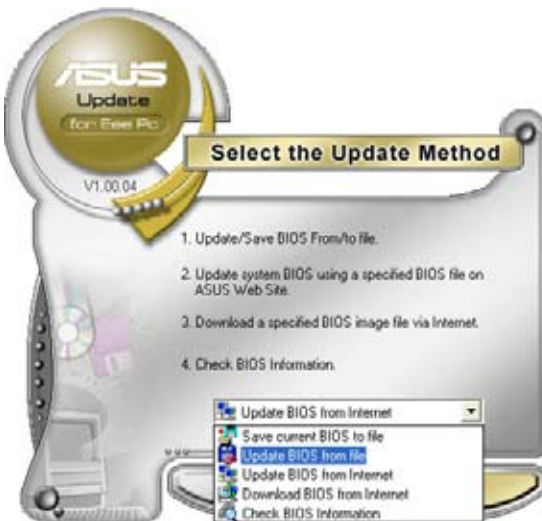 ASUS
Update
for Eee Pc
V1.00.04
Select the Update Method
1. Update/Save BIOS From/to file.
2. Update system BIOS using a specified BIOS file on
ASUS Web Site.
3. Download a specified BIOS image file via Internet.
4. Check BIOS Information.
Update BIOS from Internet
Save current BIOS to file
Update BIOS from file
Update BIOS from Internet
Download BIOS from Internet
Check BIOS Information